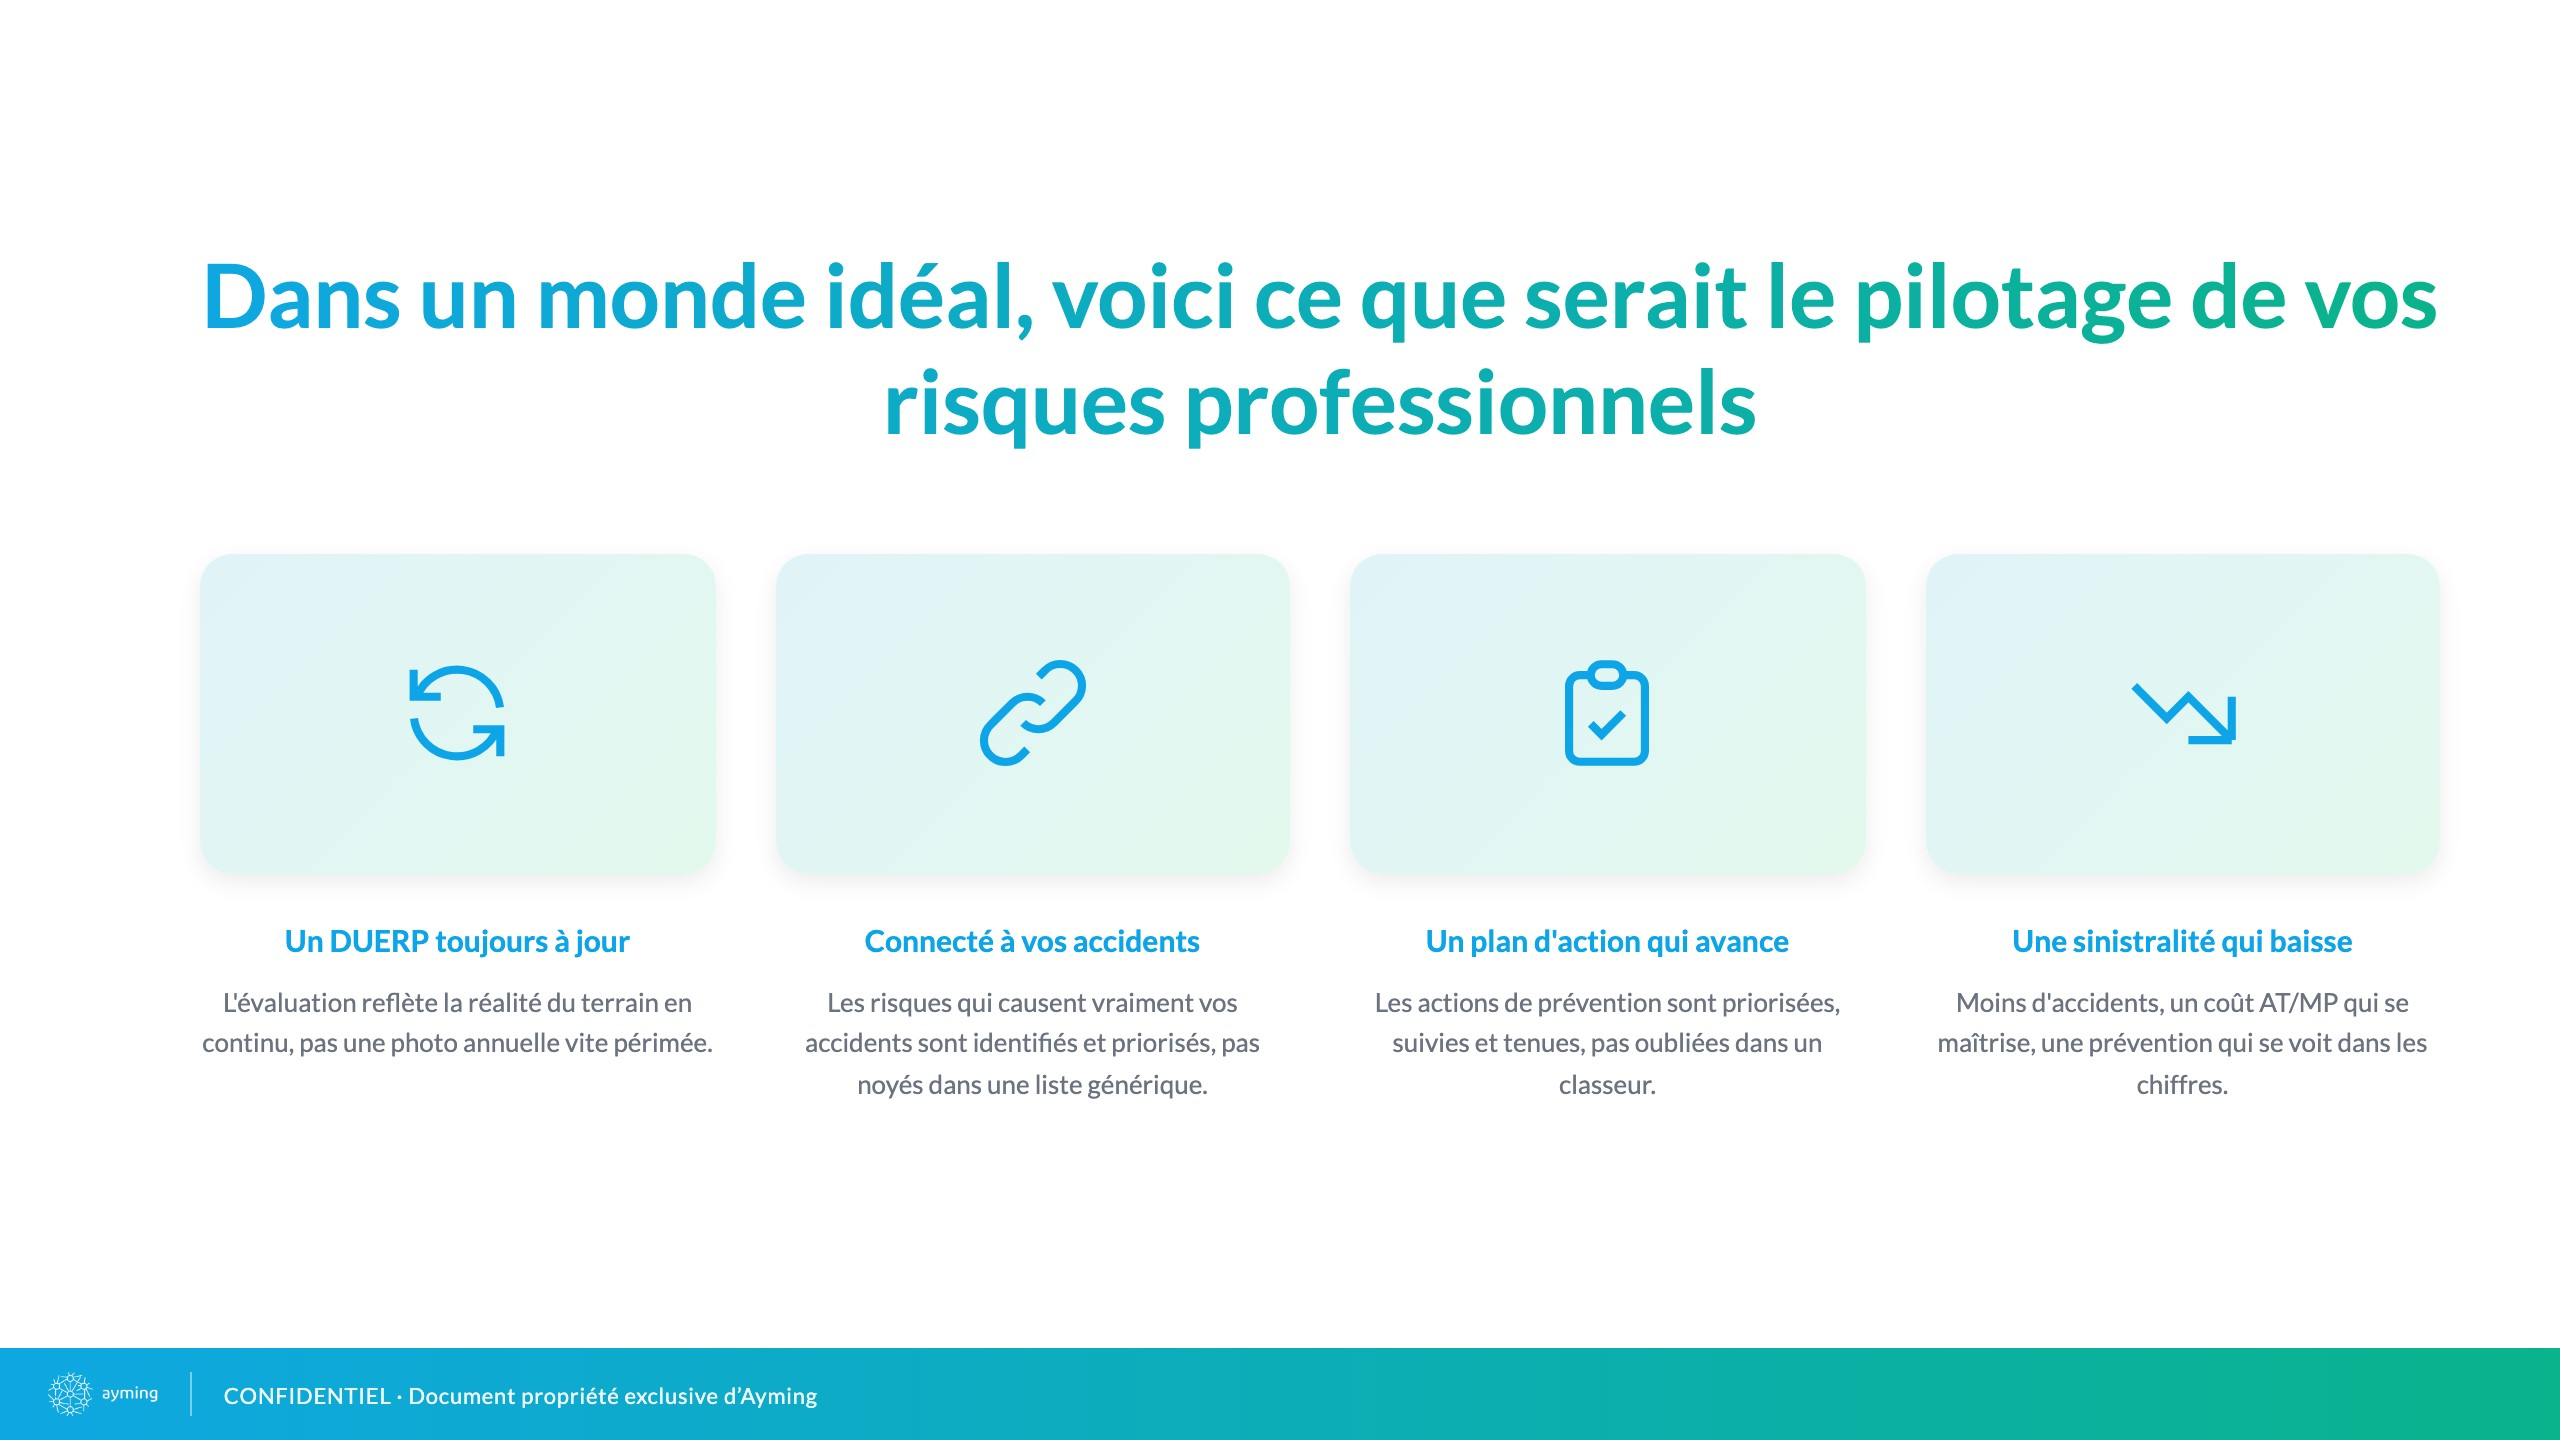 Dans un monde idéal, voici ce que serait le pilotage de vos
risques professionnels
Un DUERP toujours à jour
L'évaluation reflète la réalité du terrain en
continu, pas une photo annuelle vite périmée.
Connecté à vos accidents
Les risques qui causent vraiment vos
accidents sont identifiés et priorisés, pas
noyés dans une liste générique.
Un plan d'action qui avance
Les actions de prévention sont priorisées,
suivies et tenues, pas oubliées dans un
classeur.
Une sinistralité qui baisse
Moins d'accidents, un coût AT/MP qui se
maîtrise, une prévention qui se voit dans les
chiffres.
ayming
CONFIDENTIEL · Document propriété exclusive d’Ayming